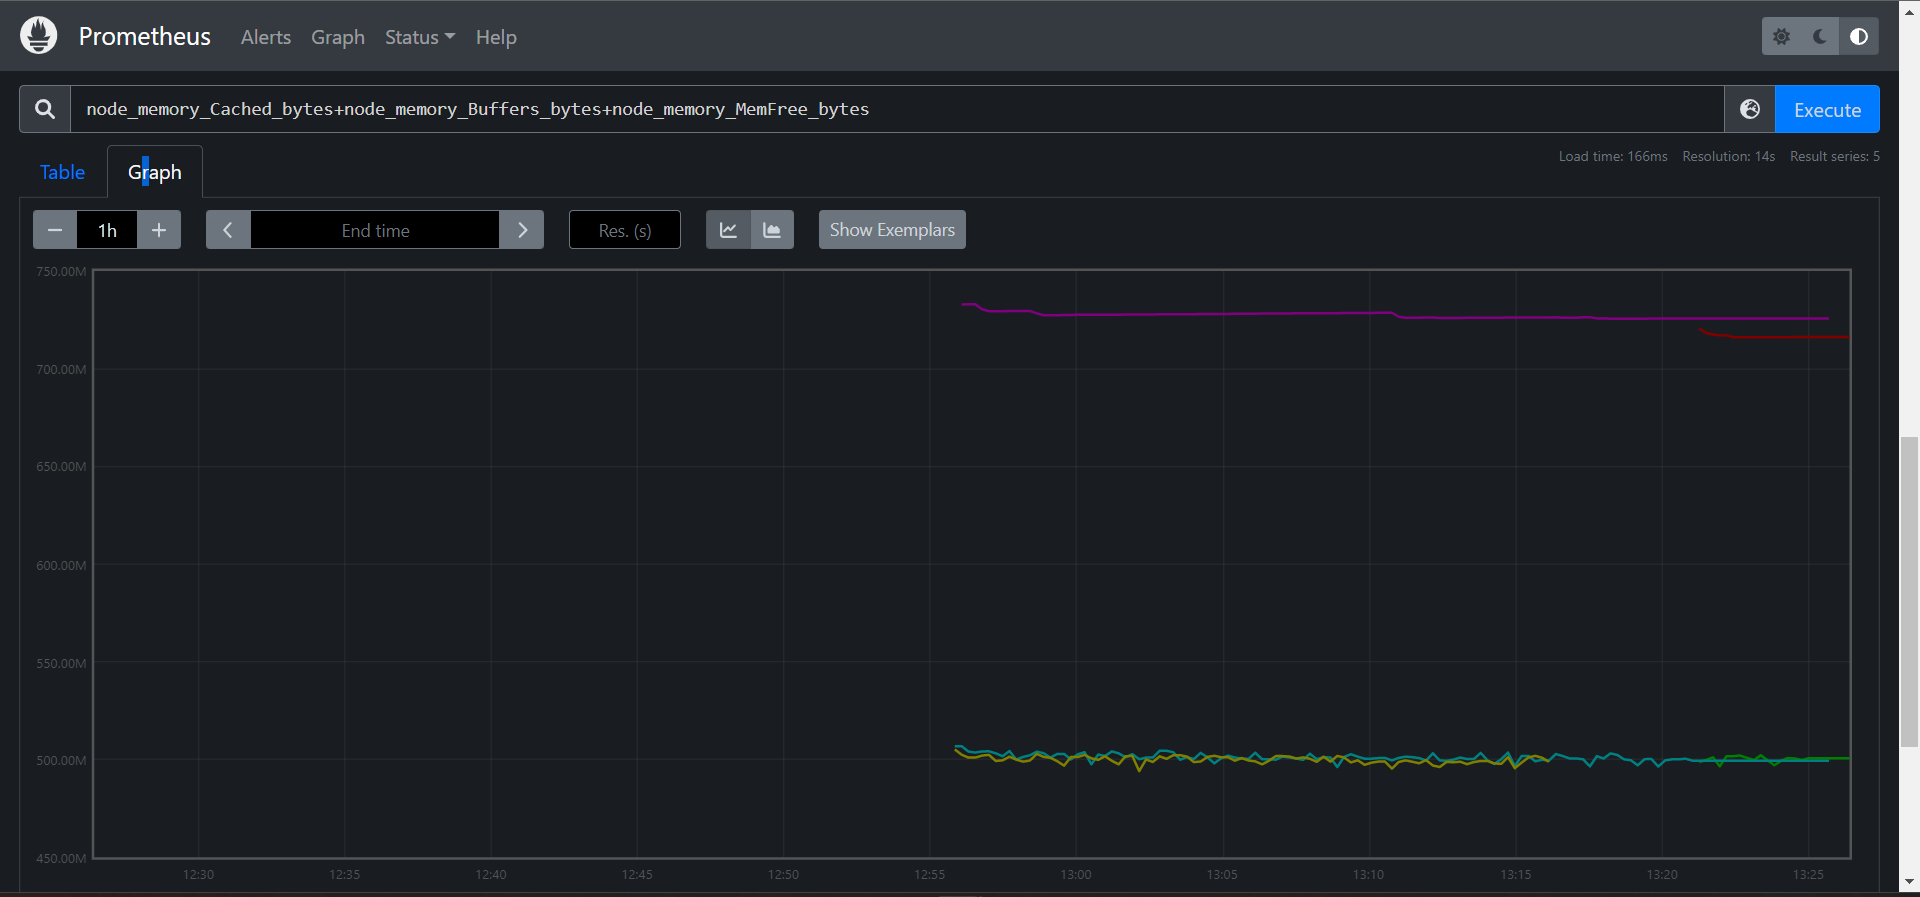 Prometheus Alerts Graph Status Help
node_memory_Cached_bytes+node_memory_Buffers_bytes+node_memory_MemFree_bytes Execute
Load time: 166ms Resolution: 14s Result series: 5
Table Graph
1h End time Res. (s) Show Exemplars
750.00M
700.00M
650.00M
600.00M
550.00M
500.00M
450.00M
12:30 12:35 12:40 12:45 12:50 12:55 13:00 13:05 13:10 13:15 13:20 13:25